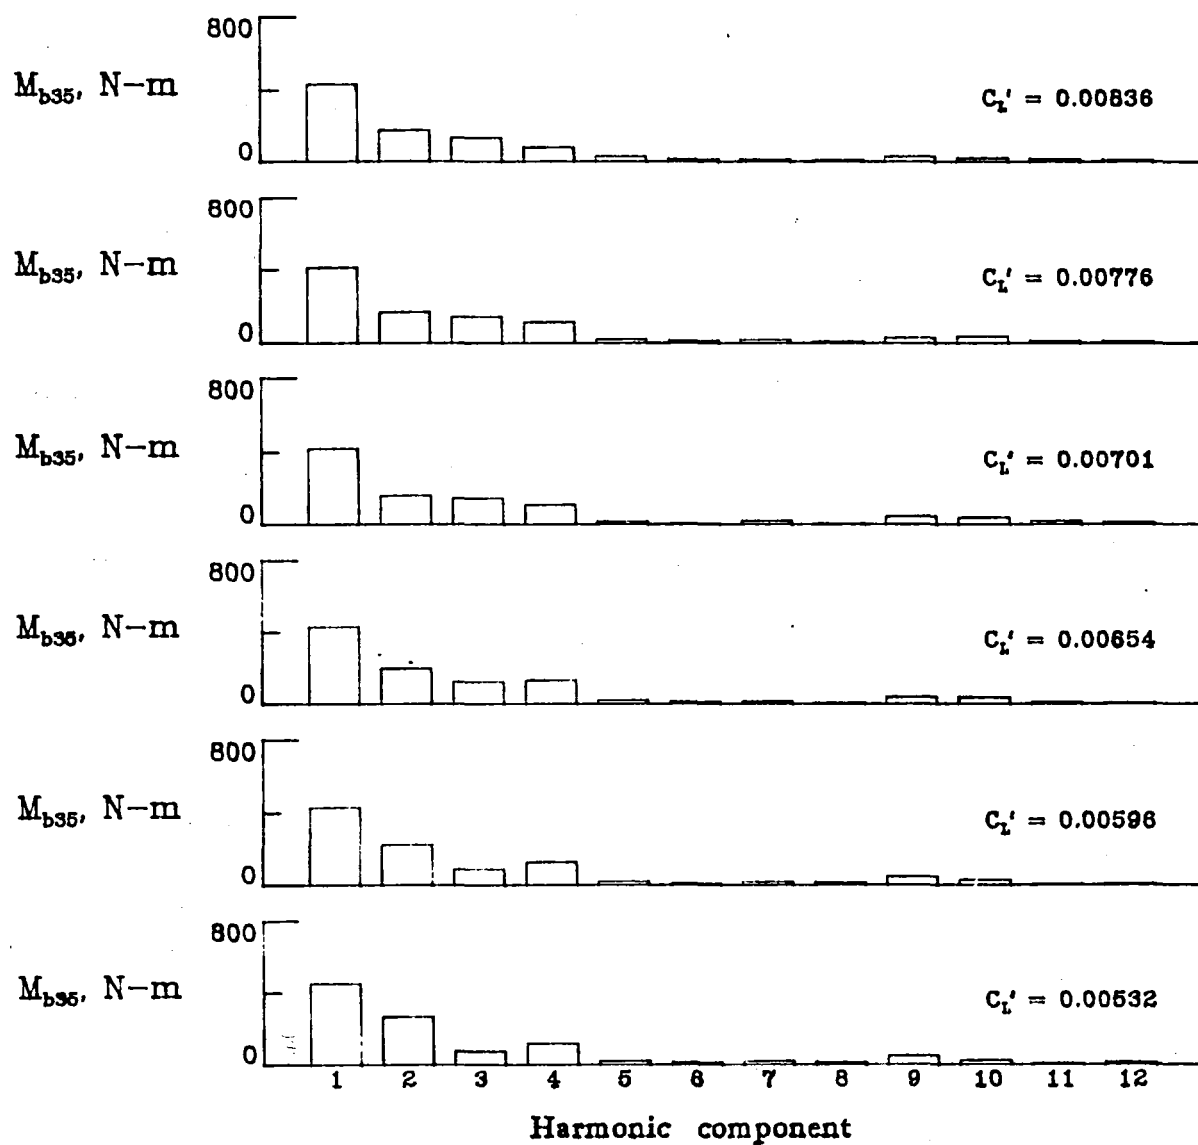 800
M_b35, N-m
C_L' = 0.00836
0
800
M_b35, N-m
C_L' = 0.00776
0
800
M_b35, N-m
C_L' = 0.00701
0
800
M_b35, N-m
C_L' = 0.00654
0
800
M_b35, N-m
C_L' = 0.00596
0
800
M_b35, N-m
C_L' = 0.00532
0
1 2 3 4 5 6 7 8 9 10 11 12
Harmonic component